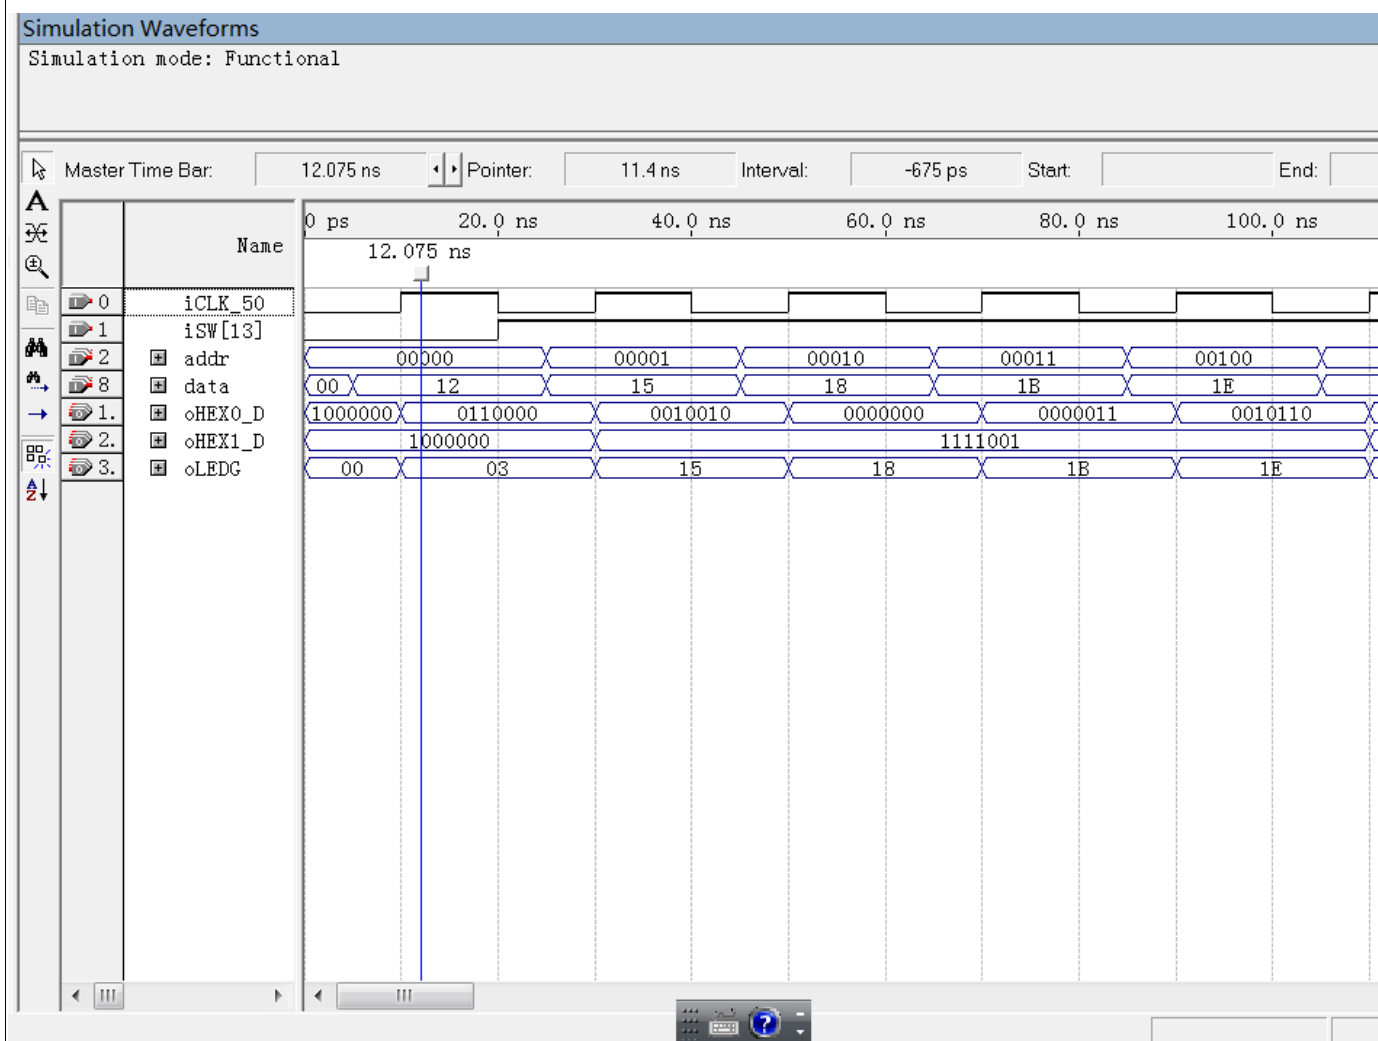 Simulation Waveforms
Simulation mode: Functional
Master Time Bar: 12.075 ns Pointer: 11.4 ns Interval: -675 ps Start: End:
A
0 ps 20.0 ns 40.0 ns 60.0 ns 80.0 ns 100.0 ns
Name
12.075 ns
0 iCLK_50
1 iSW[13]
2 addr 00000 00001 00010 00011 00100
8 data 00 12 15 18 1B 1E
1. oHEX0_D 1000000 0110000 0010010 0000000 0000011 0010110
2. oHEX1_D 1000000 1111001
3. oLEDG 00 03 15 18 1B 1E